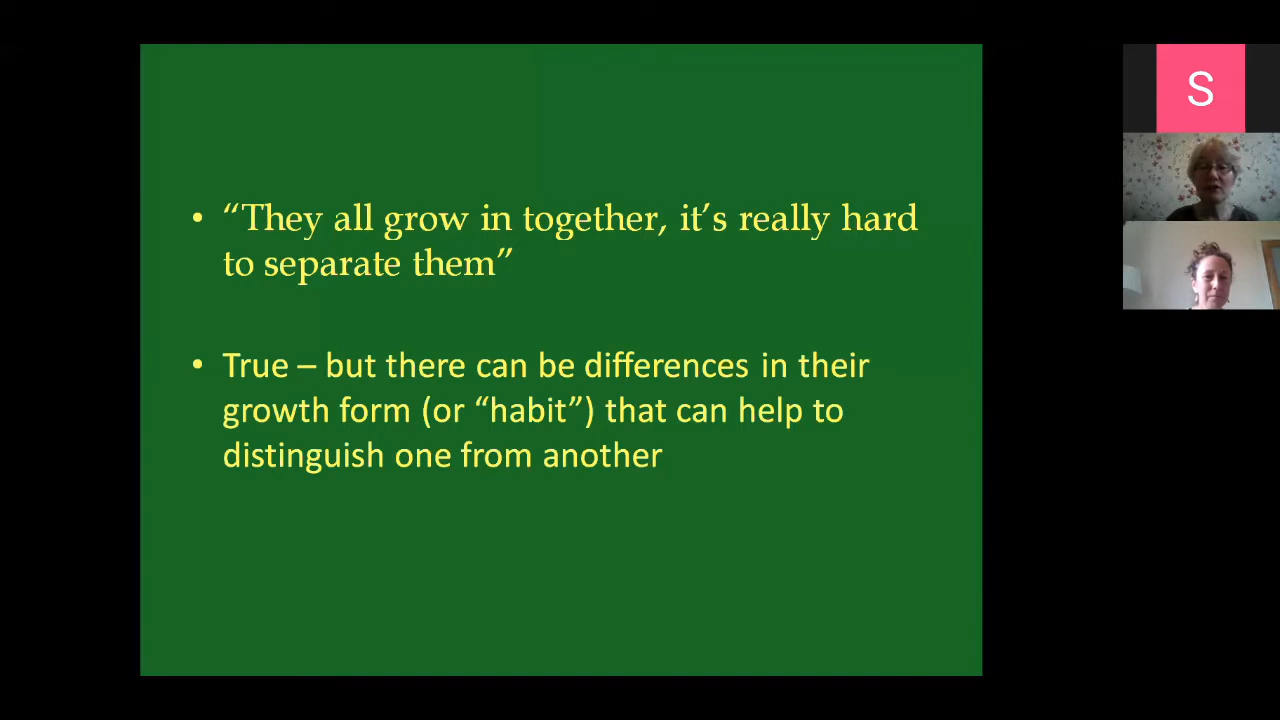 • “They all grow in together, it’s really hard
to separate them”
• True – but there can be differences in their
growth form (or “habit”) that can help to
distinguish one from another
S